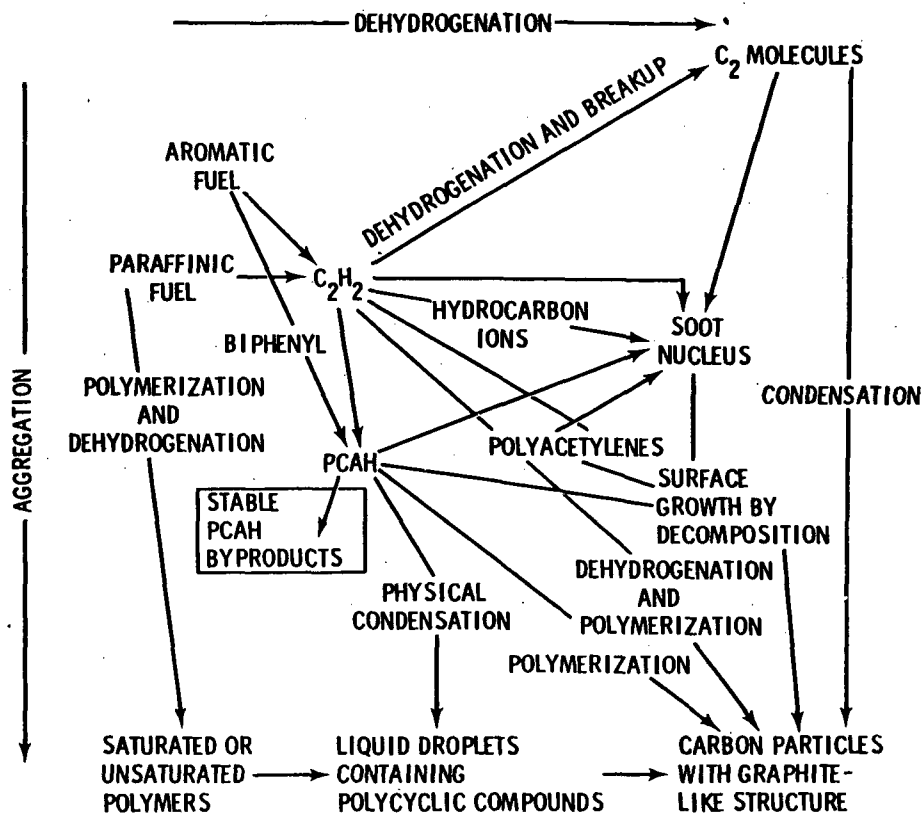 DEHYDROGENATION
C2 MOLECULES
DEHYDROGENATION AND BREAKUP
AROMATIC
FUEL
PARAFFINIC
FUEL
C2H2
HYDROCARBON
IONS
SOOT
NUCLEUS
BIPHENYL
POLYMERIZATION
AND
DEHYDROGENATION
CONDENSATION
AGGREGATION
POLYACETYLENES
PCAH
SURFACE
GROWTH BY
DECOMPOSITION
STABLE
PCAH
BYPRODUCTS
PHYSICAL
CONDENSATION
DEHYDROGENATION
AND
POLYMERIZATION
POLYMERIZATION
SATURATED OR
UNSATURATED
POLYMERS
LIQUID DROPLETS
CONTAINING
POLYCYCLIC COMPOUNDS
CARBON PARTICLES
WITH GRAPHITE-
LIKE STRUCTURE